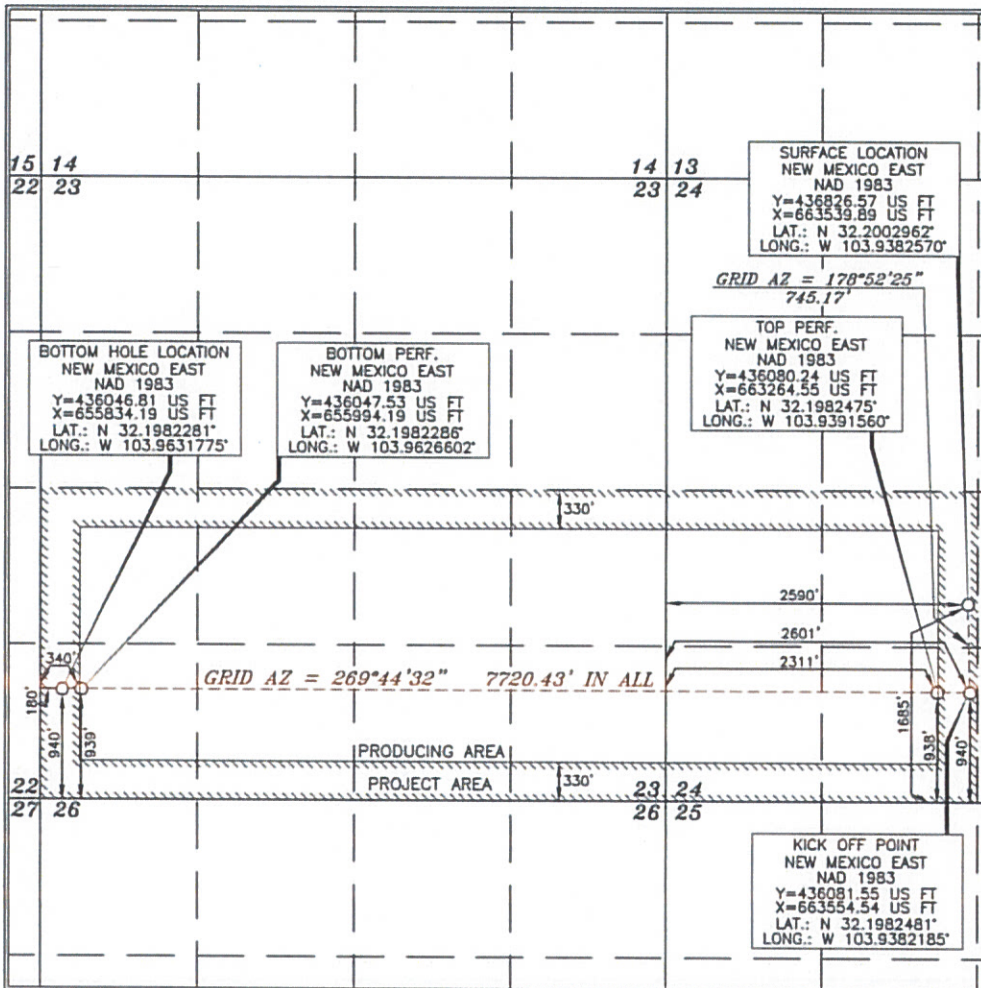 15 14
22 23
14 13
23 24
SURFACE LOCATION
NEW MEXICO EAST
NAD 1983
Y=436826.57 US FT
X=663539.89 US FT
LAT.: N 32.2002962°
LONG.: W 103.9382570°
GRID AZ = 178°52'25"
745.17'
TOP PERF.
NEW MEXICO EAST
NAD 1983
Y=436080.24 US FT
X=663264.55 US FT
LAT.: N 32.1982475°
LONG.: W 103.9391560°
BOTTOM HOLE LOCATION
NEW MEXICO EAST
NAD 1983
Y=436046.81 US FT
X=655834.19 US FT
LAT.: N 32.1982281°
LONG.: W 103.9631775°
BOTTOM PERF.
NEW MEXICO EAST
NAD 1983
Y=436047.53 US FT
X=655994.19 US FT
LAT.: N 32.1982286°
LONG.: W 103.9626602°
330'
2590'
2601'
2311'
340'
GRID AZ = 269°44'32" 7720.43' IN ALL
180'
940'
939'
1685'
938'
940'
PRODUCING AREA
PROJECT AREA
330'
22
27 26
23 24
26 25
KICK OFF POINT
NEW MEXICO EAST
NAD 1983
Y=436081.55 US FT
X=663554.54 US FT
LAT.: N 32.1982481°
LONG.: W 103.9382185°